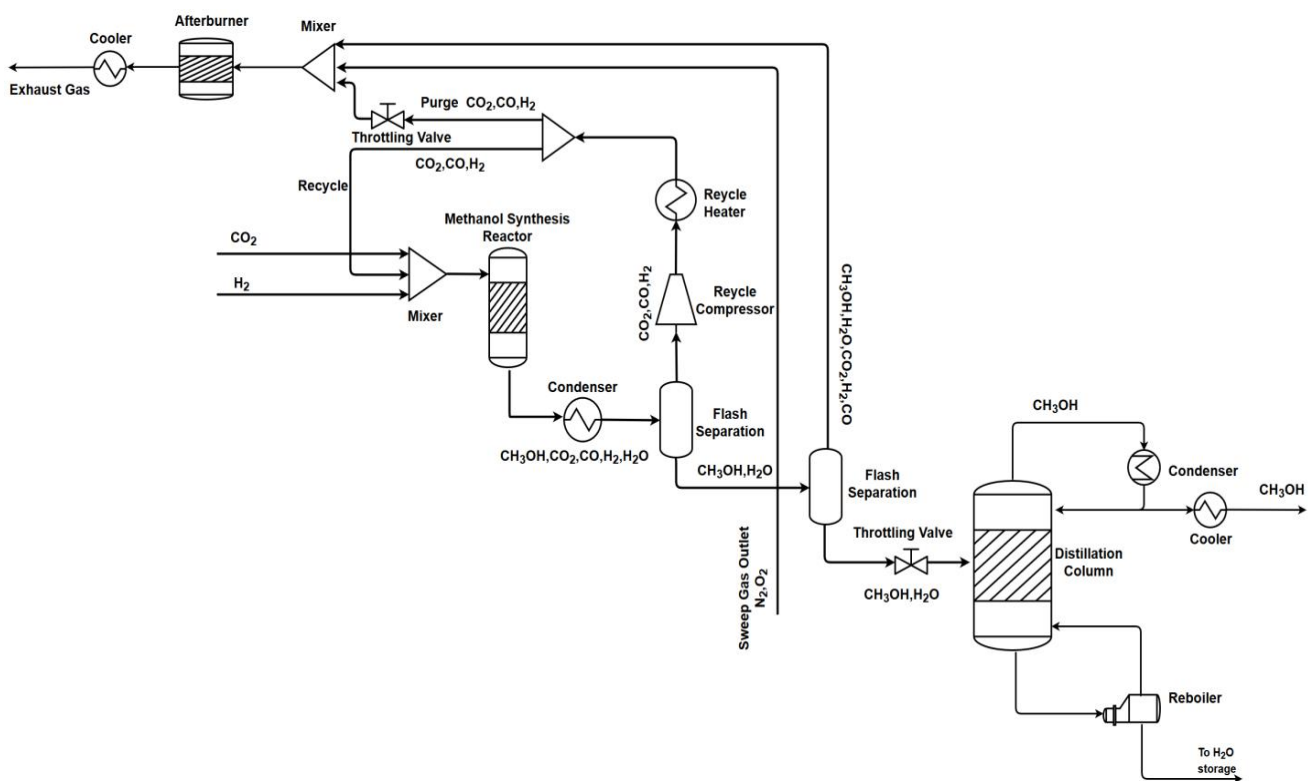 Afterburner
Mixer
Cooler
Exhaust Gas
Purge CO₂,CO,H₂
Throttling Valve
CO₂,CO,H₂
Recycle
Reycle
Heater
Methanol Synthesis
Reactor
CO₂
H₂
Mixer
CO₂,CO,H₂
Reycle
Compressor
CH₃OH,H₂O,CO₂,H₂,CO
Condenser
Flash
Separation
CH₃OH,CO₂,CO,H₂,H₂O
CH₃OH,H₂O
Flash
Separation
CH₃OH
Condenser
CH₃OH
Cooler
Throttling Valve
Distillation
Column
CH₃OH,H₂O
Sweep Gas Outlet
N₂,O₂
Reboiler
To H₂O
storage